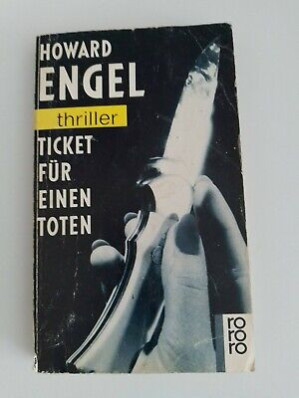 HOWARD
ENGEL
thriller
TICKET
FÜR
EINEN
TOTEN
ro
ro
ro